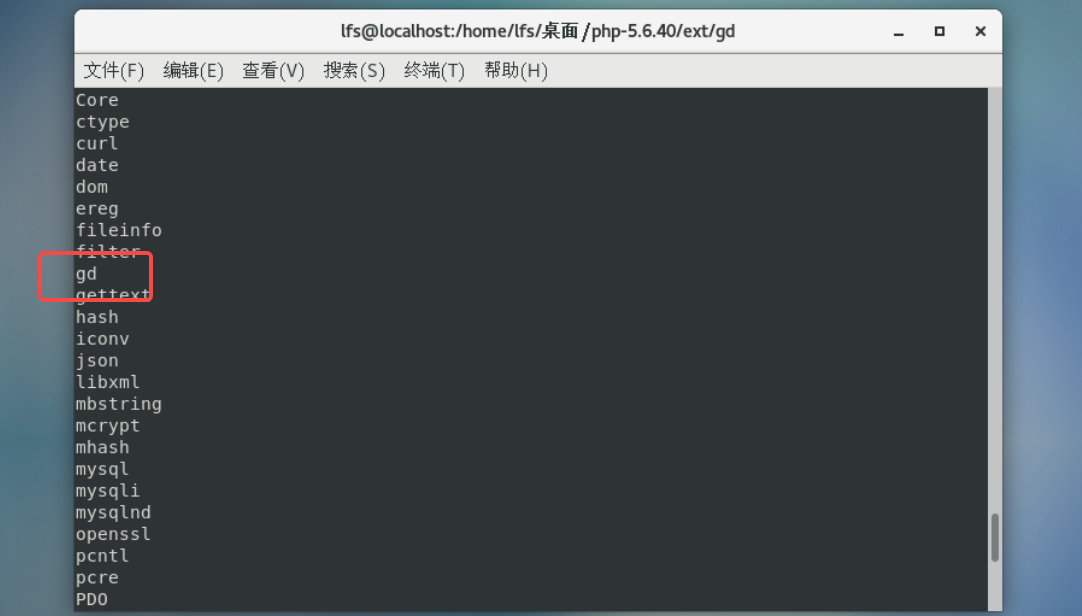 lfs@localhost:/home/lfs/桌面/php-5.6.40/ext/gd
文件(F) 编辑(E) 查看(V) 搜索(S) 终端(T) 帮助(H)
Core
ctype
curl
date
dom
ereg
fileinfo
filter
gd
gettext
hash
iconv
json
libxml
mbstring
mcrypt
mhash
mysql
mysqli
mysqlnd
openssl
pcntl
pcre
PDO